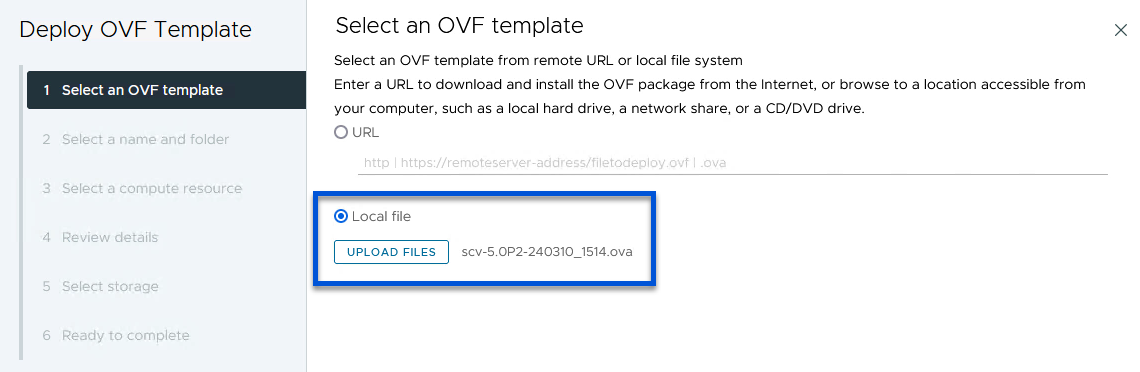 Deploy OVF Template
1 Select an OVF template
2 Select a name and folder
3 Select a compute resource
4 Review details
5 Select storage
6 Ready to complete
Select an OVF template
Select an OVF template from remote URL or local file system
Enter a URL to download and install the OVF package from the Internet, or browse to a location accessible from
your computer, such as a local hard drive, a network share, or a CD/DVD drive.
URL
http | https://remoteserver-address/filetodeploy.ovf | .ova
Local file
UPLOAD FILES scv-5.0P2-240310_1514.ova